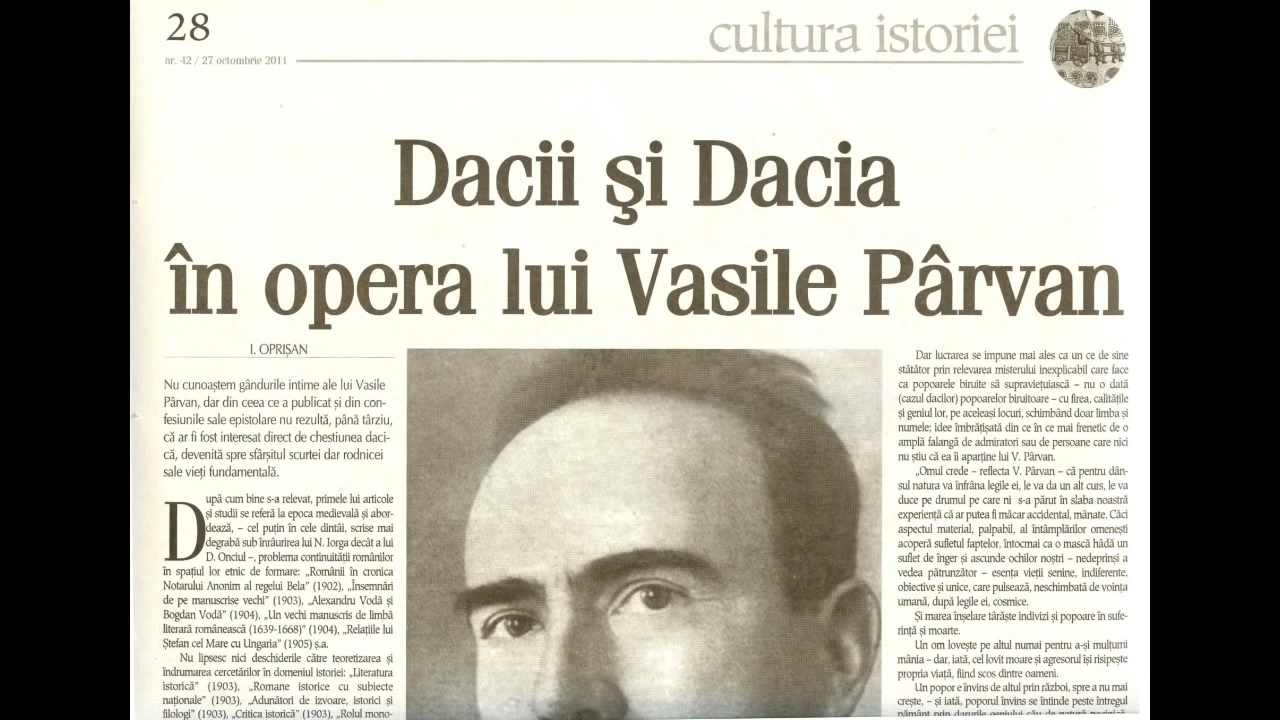 28
nr. 42 / 27 octombrie 2011
cultura istoriei
Dacii şi Dacia
în opera lui Vasile Pârvan
I. OPRIŞAN
Nu cunoaştem gândurile intime ale lui Vasile
Pârvan, dar din ceea ce a publicat şi din con-
fesiunile sale epistolare nu rezultă, până târziu,
că ar fi fost interesat direct de chestiunea daci-
că, devenită spre sfârşitul scurtei dar rodnicei
sale vieţi fundamentală.
După cum bine s-a relevat, primele lui articole
şi studii se referă la epoca medievală şi abor-
dează, – cel puţin în cele dintâi, scrise mai
degrabă sub înrâurirea lui N. Iorga decât a lui
D. Onciul –, problema continuităţii românilor
în spaţiul lor etnic de formare: „Românii în cronica
Notarului Anonim al regelui Bela” (1902), „Însemnări
de pe manuscrise vechi” (1903), „Alexandru Vodă şi
Bogdan Vodă” (1904), „Un vechi manuscris de limbă
literară românească (1639-1668)” (1904), „Relaţiile lui
Ştefan cel Mare cu Ungaria” (1905) ş.a.
Nu lipsesc nici deschiderile către teoretizarea şi
îndrumarea cercetărilor în domeniul istoriei: „Literatura
istorică” (1903), „Romane istorice cu subiecte
naţionale” (1903), „Adunători de izvoare, istorici şi
filologi” (1903), „Critica istorică” (1903), „Rolul mono-
Dar lucrarea se impune mai ales ca un ce de sine
stătător prin relevarea misterului inexplicabil care face
ca popoarele biruite să supravieţuiască – nu o dată
(cazul dacilor) popoarelor biruitoare – cu firea, calităţile
şi geniul lor, pe aceleaşi locuri, schimbând doar limba şi
numele; idee îmbrăţişată din ce în ce mai frenetic de o
amplă falangă de admiratori sau de persoane care nici
nu ştiu că ea îi aparţine lui V. Pârvan.
„Omul crede – reflecta V. Pârvan – că pentru dân-
sul natura va înfrâna legile ei, le va da un alt curs, le va
duce pe drumul pe care ni s-a părut în slaba noastră
experienţă că ar putea fi măcar accidental, mânate. Căci
aspectul material, palpabil, al întâmplărilor omeneşti
acoperă sufletul faptelor, întocmai ca o mască hâdă un
suflet de înger şi ascunde ochilor noştri – nedeprinşi a
vedea pătrunzător – esenţa vieţii senine, indiferente,
obiective şi unice, care pulsează, neschimbată de voinţa
umană, după legile ei, cosmice.
Şi marea înşelare târăşte indivizi şi popoare în sufe-
rinţă şi moarte.
Un om loveşte pe altul numai pentru a-şi mulţumi
mânia – dar, iată, cel lovit moare şi agresorul îşi risipeşte
propria viaţă, fiind scos dintre oameni.
Un popor e învins de altul prin război, spre a nu mai
creşte, – şi iată, poporul învins se întinde peste întregul
pământ prin darurile geniului său de natură pozitivă